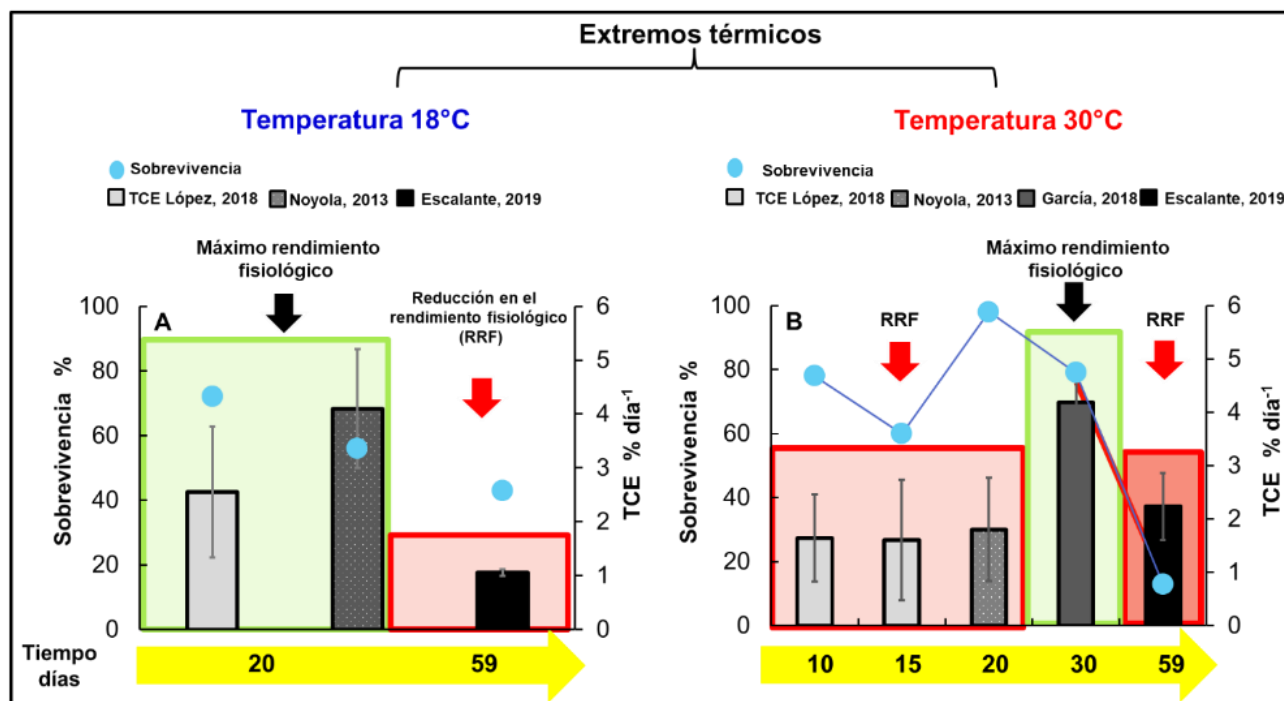 Extremos térmicos
Temperatura 18°C
Sobrevivencia
TCE López, 2018 Noyola, 2013 Escalante, 2019
Máximo rendimiento
fisiológico
Reducción en el
rendimiento fisiológico
(RRF)
A
100
80
60
40
20
0
Sobrevivencia %
6
5
4
3
2
1
0
TCE % día-1
Temperatura 30°C
Sobrevivencia
TCE López, 2018 Noyola, 2013 García, 2018 Escalante, 2019
Máximo rendimiento
fisiológico
RRF
RRF
B
100
80
60
40
20
0
Sobrevivencia %
6
5
4
3
2
1
0
TCE % día-1
Tiempo
días
20 59
10 15 20 30 59